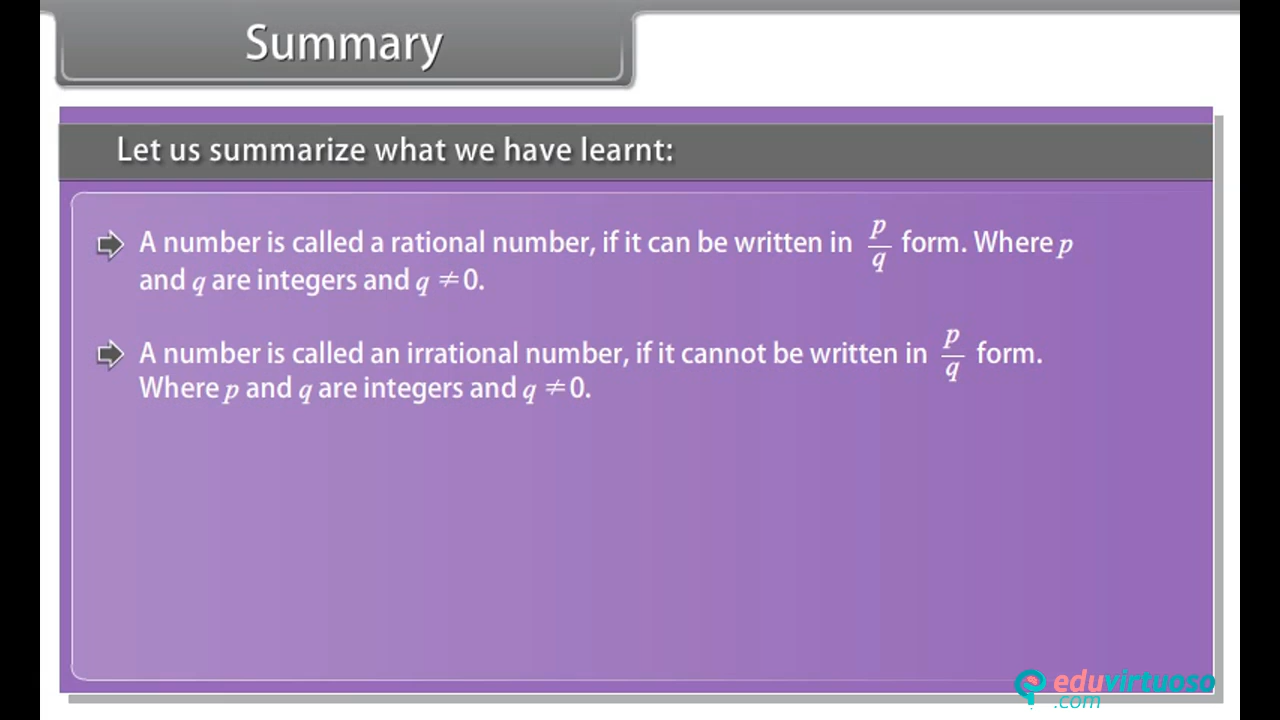 Summary
Let us summarize what we have learnt:
A number is called a rational number, if it can be written in p/q form. Where p
and q are integers and q ≠ 0.
A number is called an irrational number, if it cannot be written in p/q form.
Where p and q are integers and q ≠ 0.
eduvirtuoso
.com